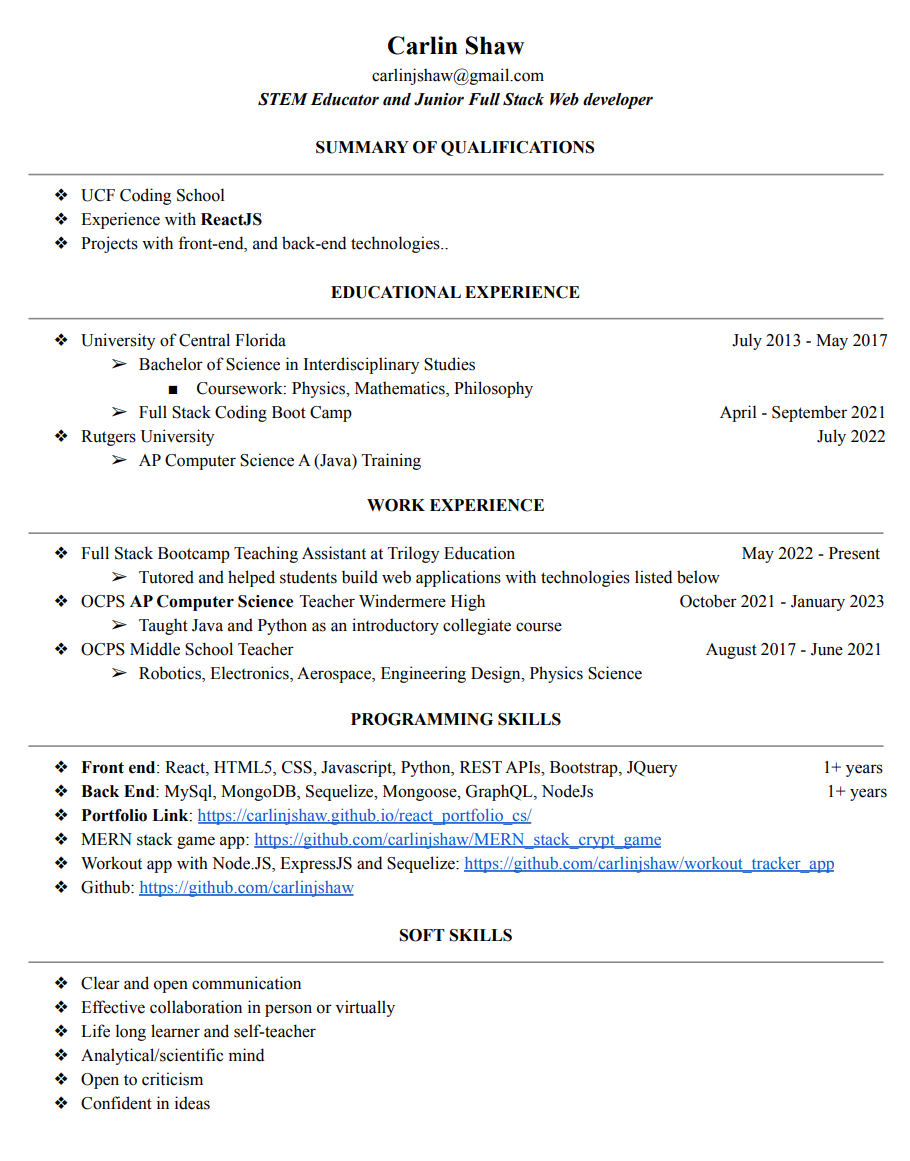 Carlin Shaw
carlinjshaw@gmail.com
STEM Educator and Junior Full Stack Web developer
SUMMARY OF QUALIFICATIONS
❖ UCF Coding School
❖ Experience with ReactJS
❖ Projects with front-end, and back-end technologies..
EDUCATIONAL EXPERIENCE
❖ University of Central Florida July 2013 - May 2017
➢ Bachelor of Science in Interdisciplinary Studies
■ Coursework: Physics, Mathematics, Philosophy
➢ Full Stack Coding Boot Camp April - September 2021
❖ Rutgers University July 2022
➢ AP Computer Science A (Java) Training
WORK EXPERIENCE
❖ Full Stack Bootcamp Teaching Assistant at Trilogy Education May 2022 - Present
➢ Tutored and helped students build web applications with technologies listed below
❖ OCPS AP Computer Science Teacher Windermere High October 2021 - January 2023
➢ Taught Java and Python as an introductory collegiate course
❖ OCPS Middle School Teacher August 2017 - June 2021
➢ Robotics, Electronics, Aerospace, Engineering Design, Physics Science
PROGRAMMING SKILLS
❖ Front end: React, HTML5, CSS, Javascript, Python, REST APIs, Bootstrap, JQuery 1+ years
❖ Back End: MySql, MongoDB, Sequelize, Mongoose, GraphQL, NodeJs 1+ years
❖ Portfolio Link: https://carlinjshaw.github.io/react_portfolio_cs/
❖ MERN stack game app: https://github.com/carlinjshaw/MERN_stack_crypt_game
❖ Workout app with Node.JS, ExpressJS and Sequelize: https://github.com/carlinjshaw/workout_tracker_app
❖ Github: https://github.com/carlinjshaw
SOFT SKILLS
❖ Clear and open communication
❖ Effective collaboration in person or virtually
❖ Life long learner and self-teacher
❖ Analytical/scientific mind
❖ Open to criticism
❖ Confident in ideas